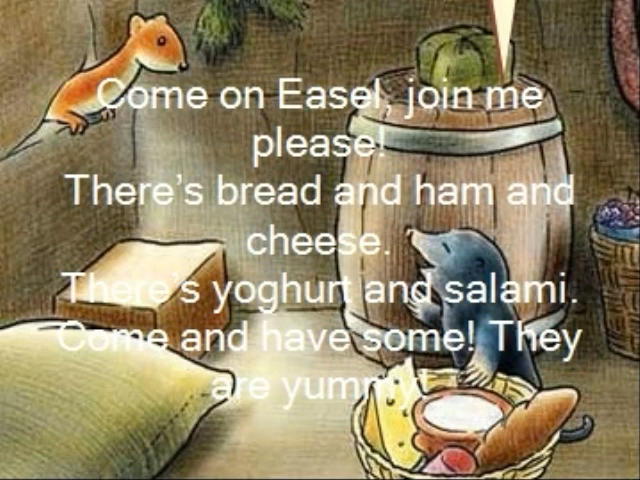 Come on Easel, join me
please!
There's bread and ham and
cheese.
There's yoghurt and salami.
Come and have some! They
are yummy!